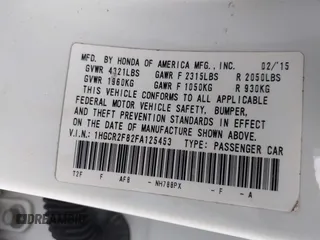 MFD. BY HONDA OF AMERICA MFG., INC. 02/15
GVWR 4321LBS GAWR F 2315LBS R 2050LBS
GVWR 1960KG GAWR F 1050KG R 930KG
THIS VEHICLE CONFORMS TO ALL APPLICABLE
FEDERAL MOTOR VEHICLE SAFETY, BUMPER,
AND THEFT PREVENTION STANDARDS IN EFFECT ON
THE DATE OF MANUFACTURE SHOWN ABOVE.
V.I.N.: 1HGCR2F82FA125453 TYPE: PASSENGER CAR
T2F F AF8 - NH788PX - F - A